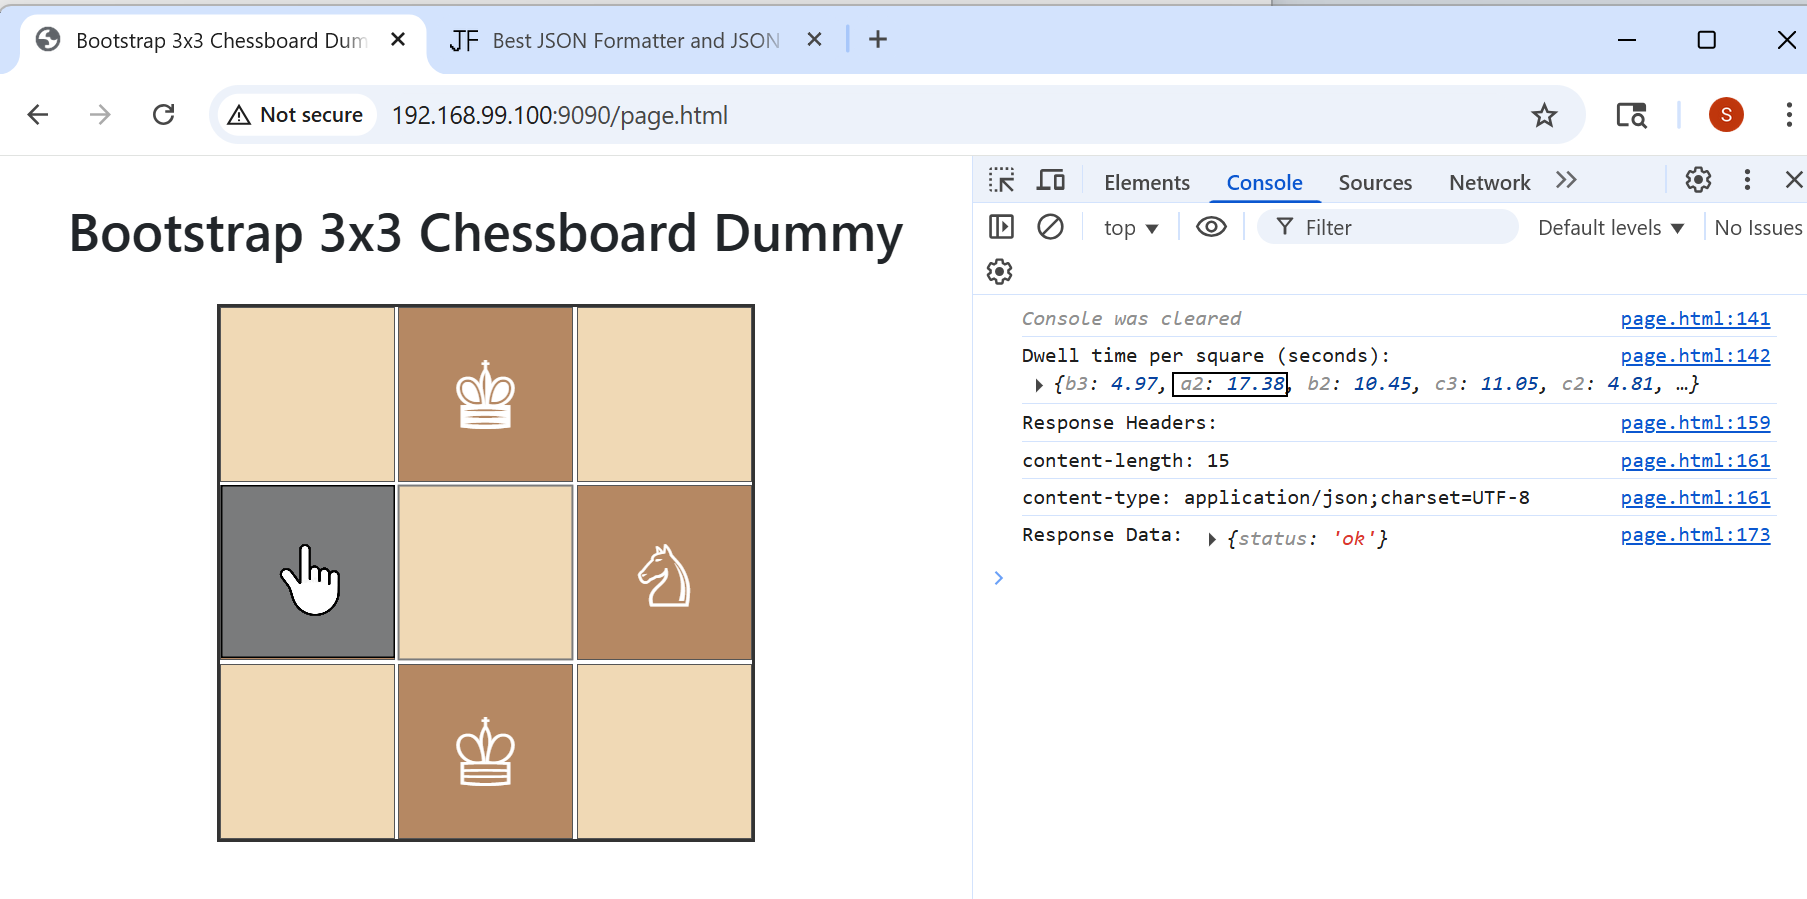 Bootstrap 3x3 Chessboard Dum
JF Best JSON Formatter and JSON
Not secure 192.168.99.100:9090/page.html
S
Bootstrap 3x3 Chessboard Dummy
Elements Console Sources Network
top Filter Default levels No Issues
Console was cleared page.html:141
Dwell time per square (seconds): page.html:142
{b3: 4.97, a2: 17.38, b2: 10.45, c3: 11.05, c2: 4.81, …}
Response Headers: page.html:159
content-length: 15 page.html:161
content-type: application/json;charset=UTF-8 page.html:161
Response Data: {status: 'ok'} page.html:173